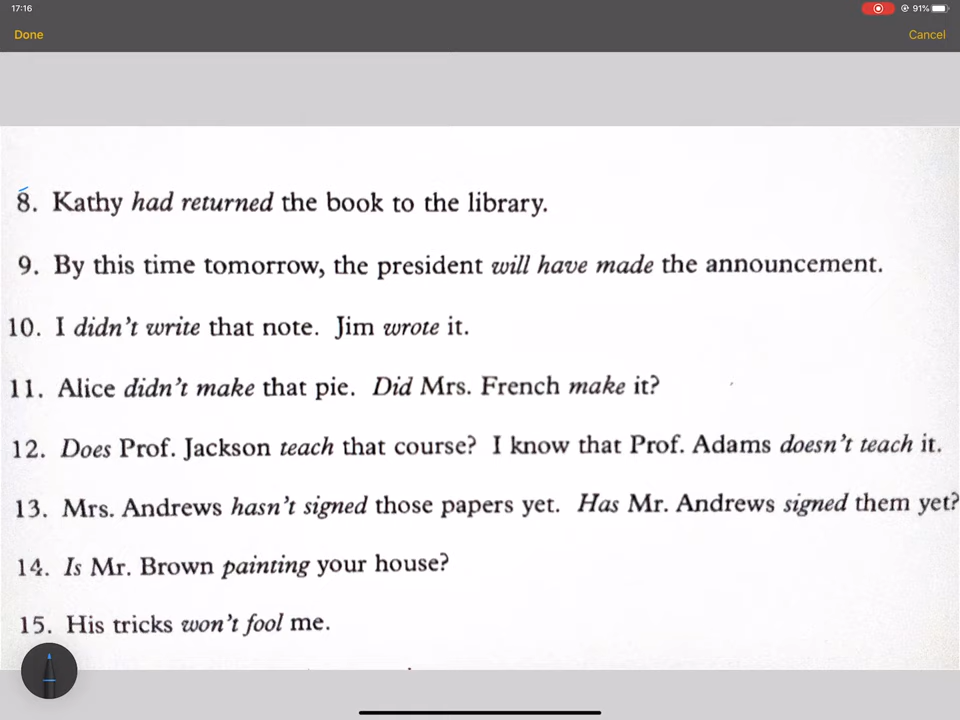 17:16
91%
Done
Cancel
8. Kathy had returned the book to the library.
9. By this time tomorrow, the president will have made the announcement.
10. I didn't write that note. Jim wrote it.
11. Alice didn't make that pie. Did Mrs. French make it?
12. Does Prof. Jackson teach that course? I know that Prof. Adams doesn't teach it.
13. Mrs. Andrews hasn't signed those papers yet. Has Mr. Andrews signed them yet?
14. Is Mr. Brown painting your house?
15. His tricks won't fool me.